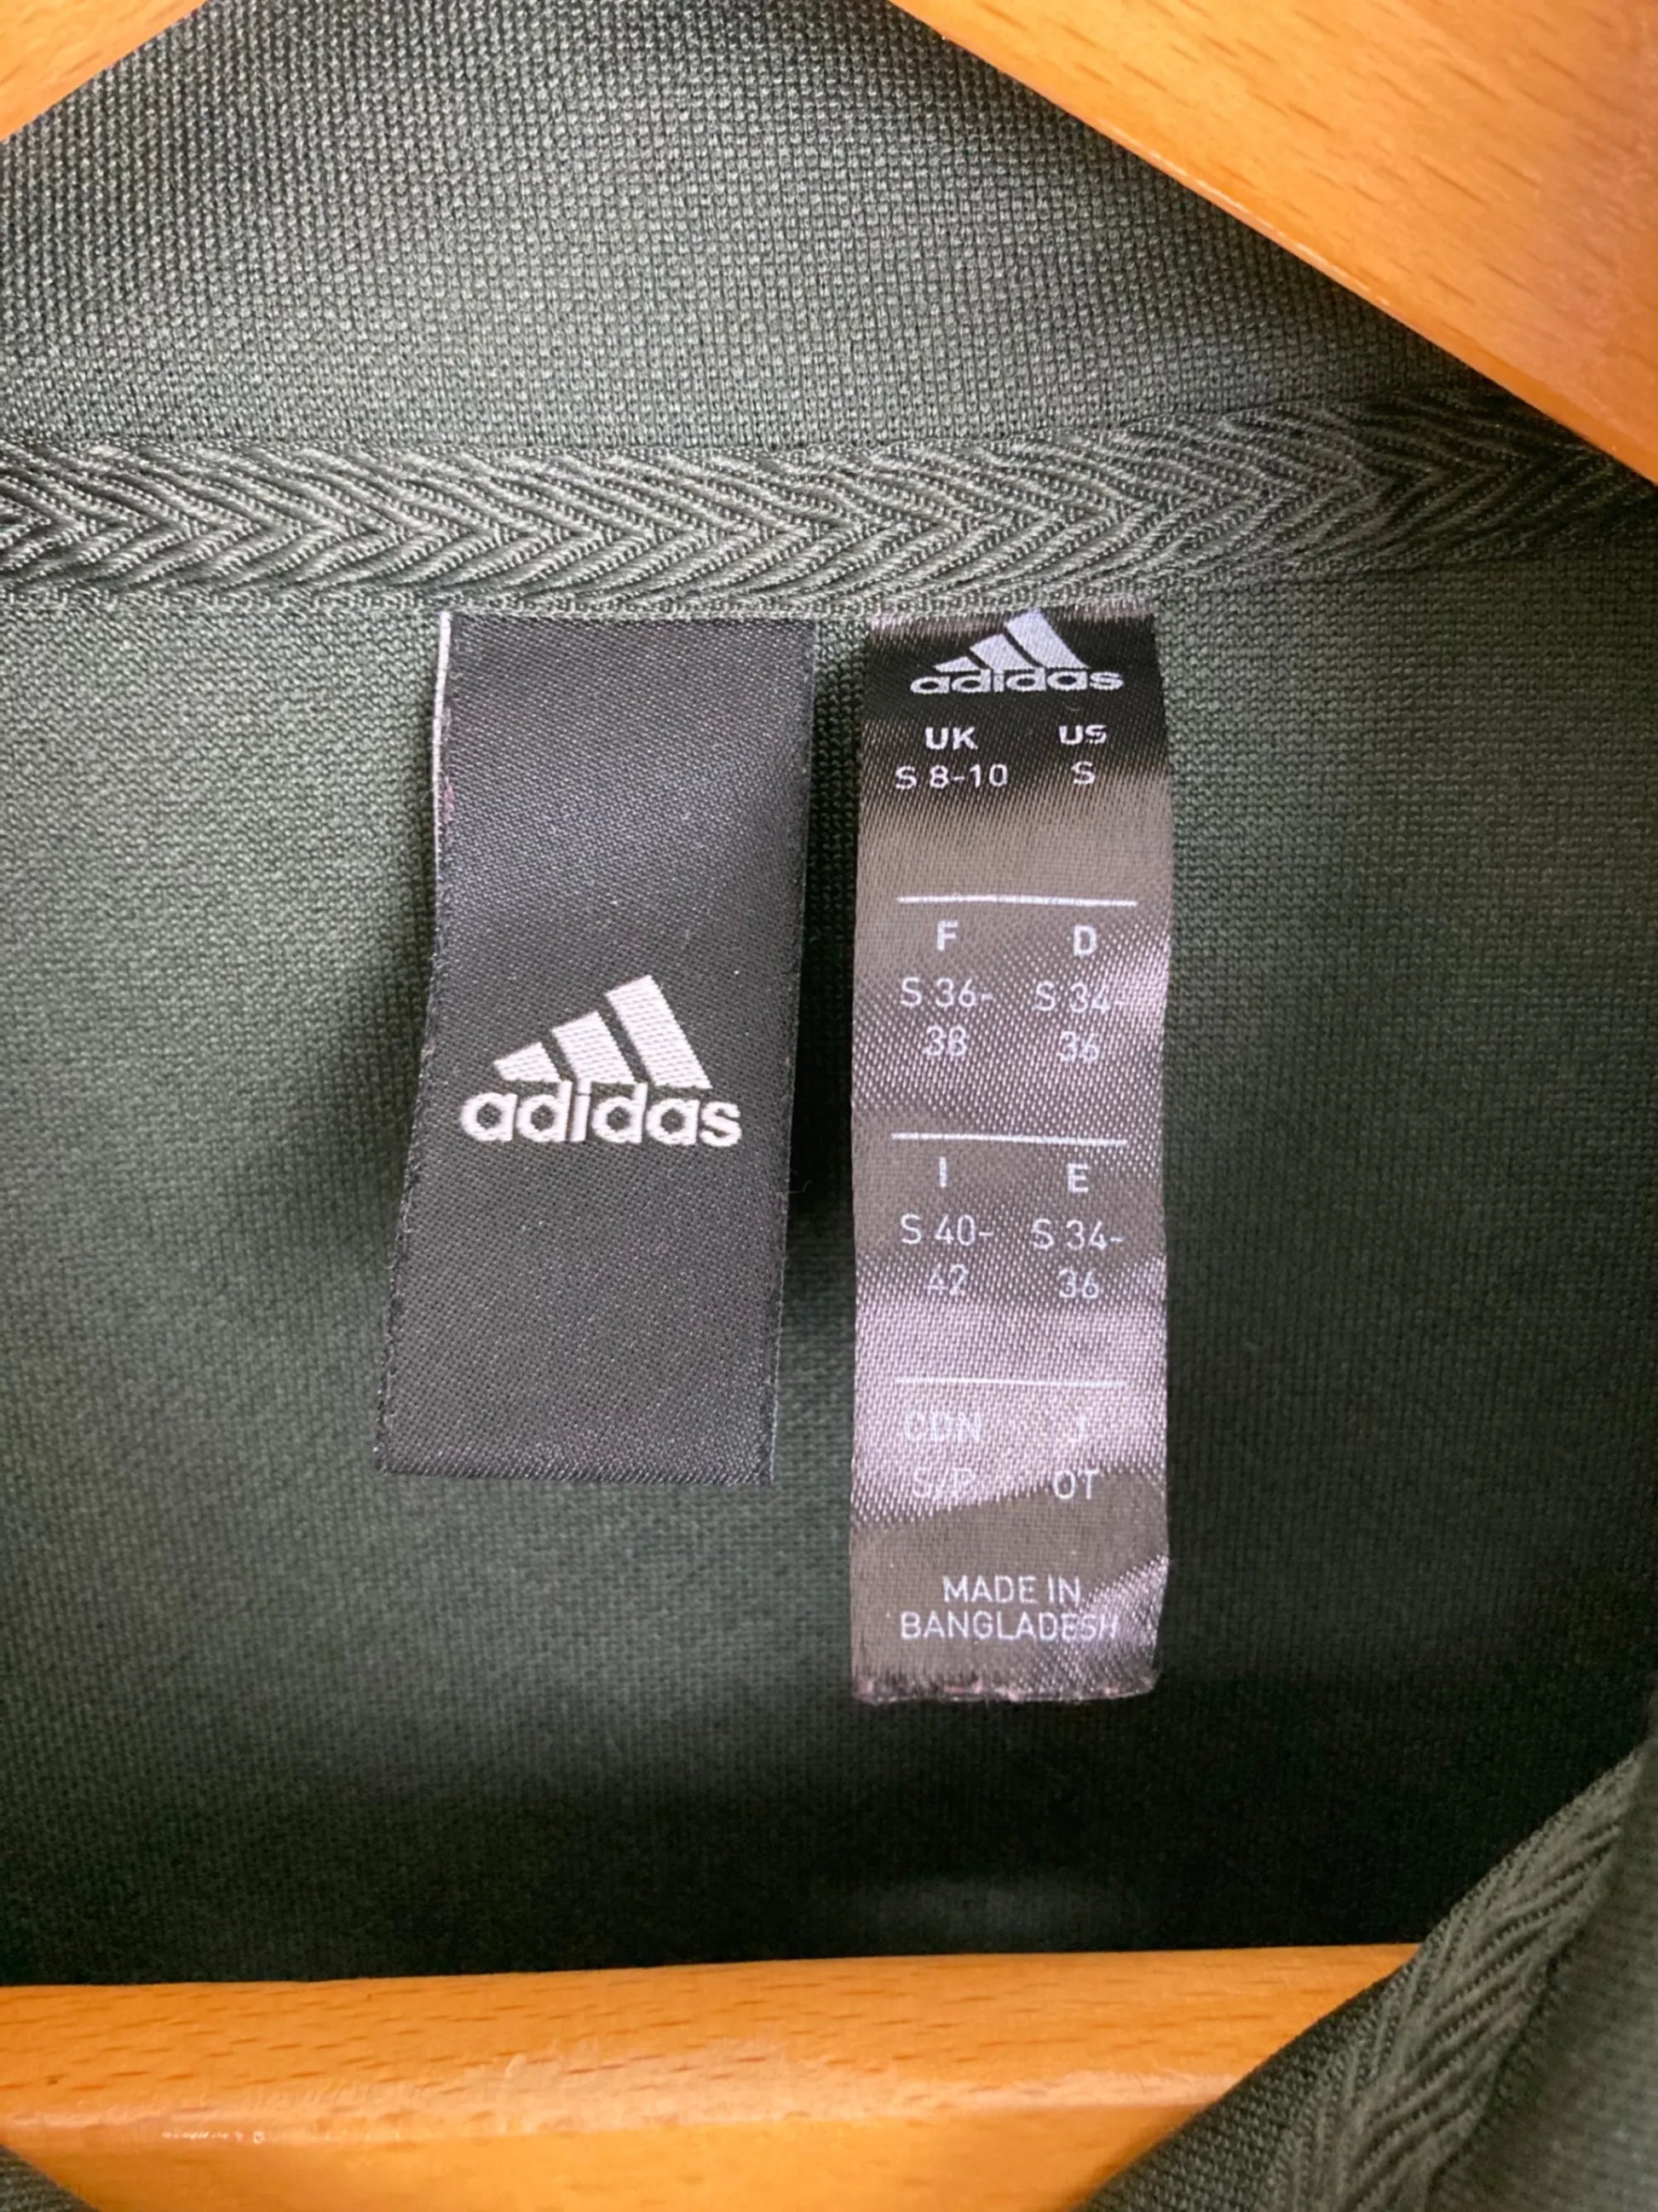 adidas
adidas
UK US
S 8-10 S
F D
S 36- S 34-
38 36
I E
S 40- S 34-
42 36
CDN J
S/P OT
MADE IN
BANGLADESH